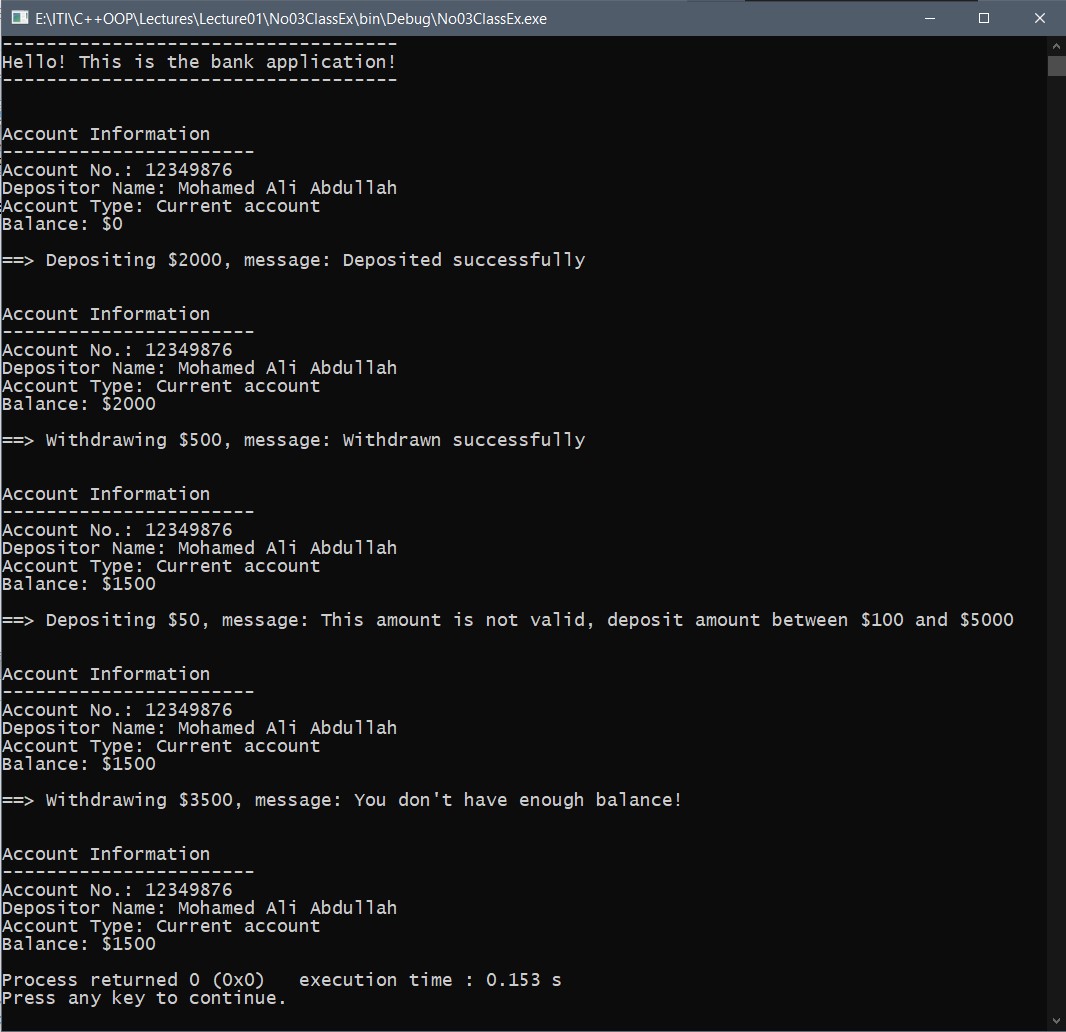 E:\ITI\C++OOP\Lectures\Lecture01\No03ClassEx\bin\Debug\No03ClassEx.exe
------------------------------------
Hello! This is the bank application!
------------------------------------
Account Information
-----------------------
Account No.: 12349876
Depositor Name: Mohamed Ali Abdullah
Account Type: Current account
Balance: $0
==> Depositing $2000, message: Deposited successfully
Account Information
-----------------------
Account No.: 12349876
Depositor Name: Mohamed Ali Abdullah
Account Type: Current account
Balance: $2000
==> Withdrawing $500, message: Withdrawn successfully
Account Information
-----------------------
Account No.: 12349876
Depositor Name: Mohamed Ali Abdullah
Account Type: Current account
Balance: $1500
==> Depositing $50, message: This amount is not valid, deposit amount between $100 and $5000
Account Information
-----------------------
Account No.: 12349876
Depositor Name: Mohamed Ali Abdullah
Account Type: Current account
Balance: $1500
==> Withdrawing $3500, message: You don't have enough balance!
Account Information
-----------------------
Account No.: 12349876
Depositor Name: Mohamed Ali Abdullah
Account Type: Current account
Balance: $1500
Process returned 0 (0x0)   execution time : 0.153 s
Press any key to continue.